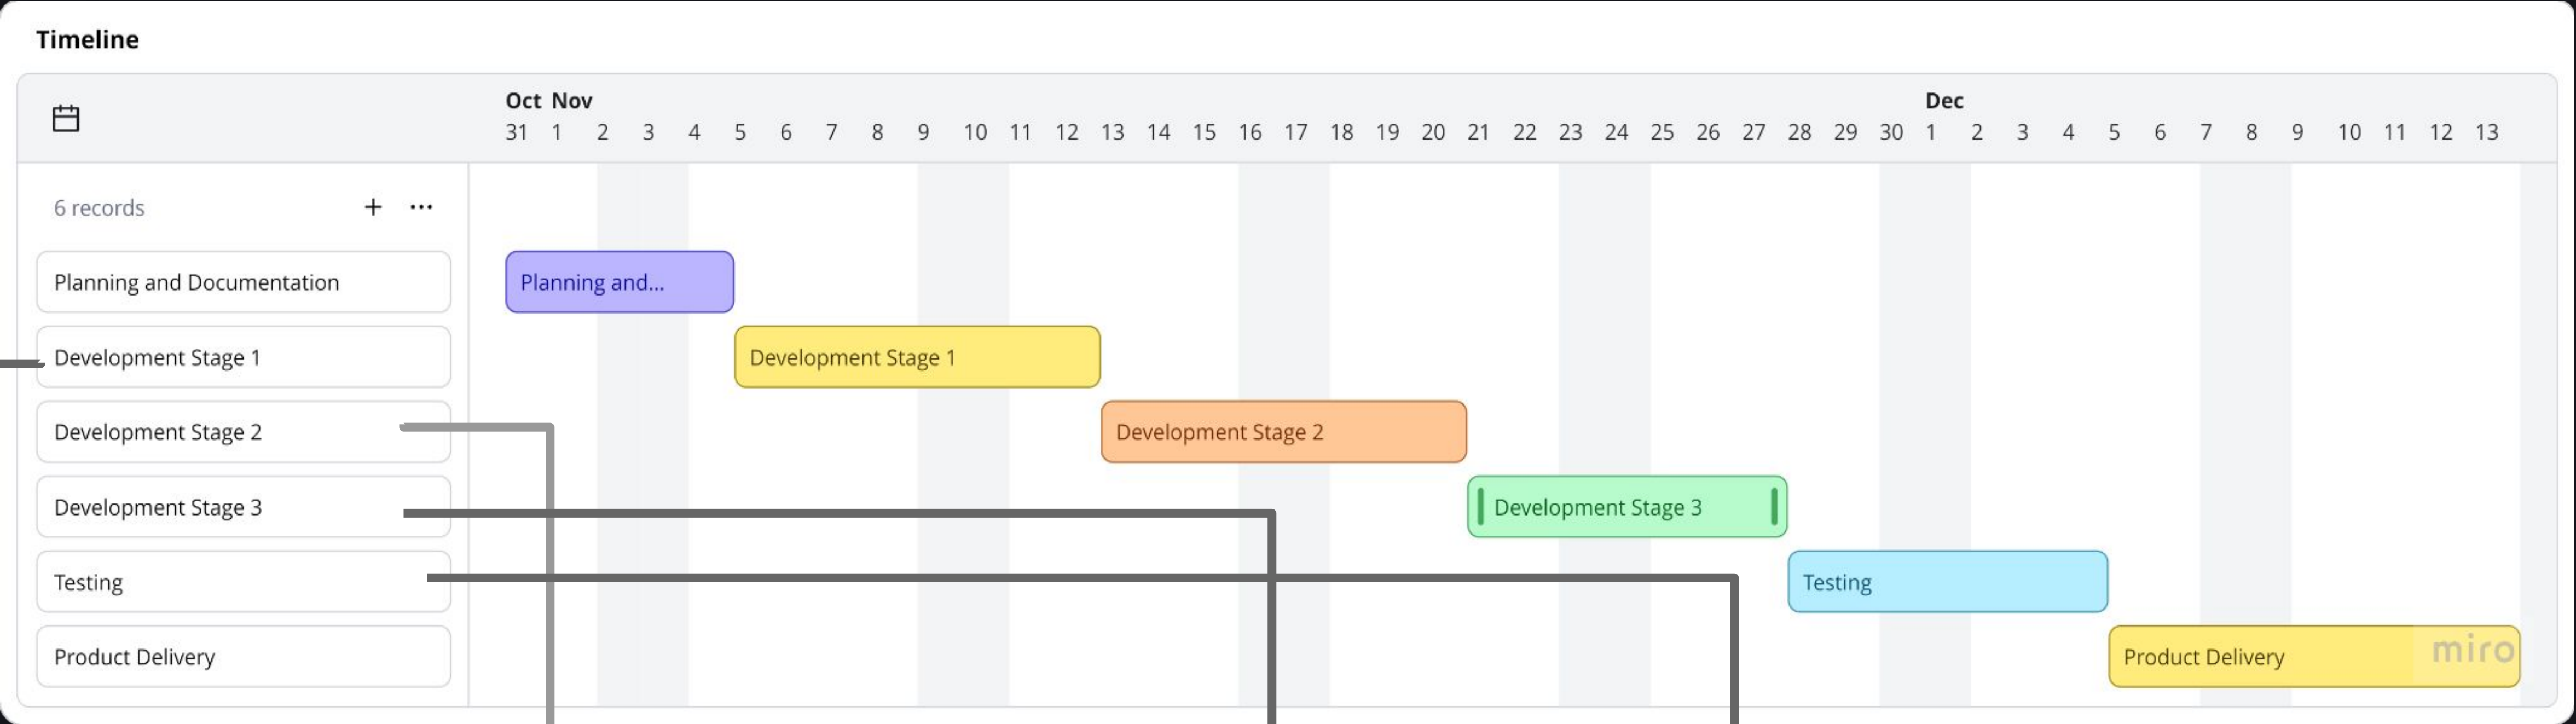 Timeline
Oct Nov Dec
31 1 2 3 4 5 6 7 8 9 10 11 12 13 14 15 16 17 18 19 20 21 22 23 24 25 26 27 28 29 30 1 2 3 4 5 6 7 8 9 10 11 12 13
6 records + ...
Planning and Documentation Planning and...
Development Stage 1 Development Stage 1
Development Stage 2 Development Stage 2
Development Stage 3 Development Stage 3
Testing Testing
Product Delivery Product Delivery miro